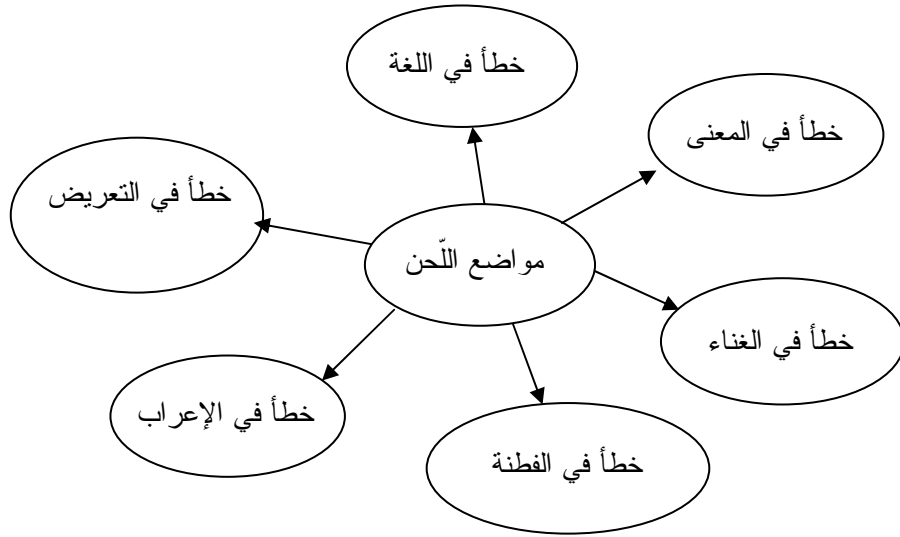 خطأ في اللغة
خطأ في المعنى
خطأ في التعريض
مواضع اللّحن
خطأ في الغناء
خطأ في الإعراب
خطأ في الفطنة